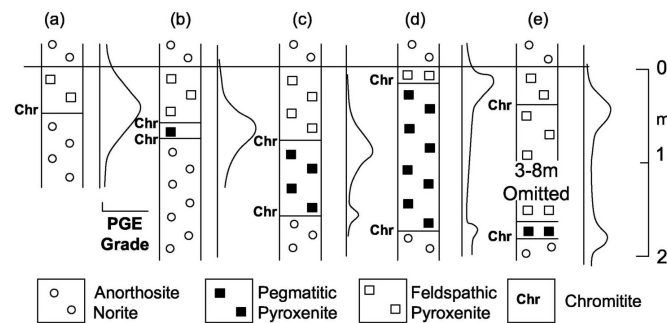 (a) (b) (c) (d) (e)
0
Chr
Chr
Chr
Chr
Chr
Chr
m
1
3-8m
Omitted
PGE
Grade
Chr
Chr
Chr
2
Anorthosite
Norite
Pegmatitic
Pyroxenite
Feldspathic
Pyroxenite
Chr
Chromitite